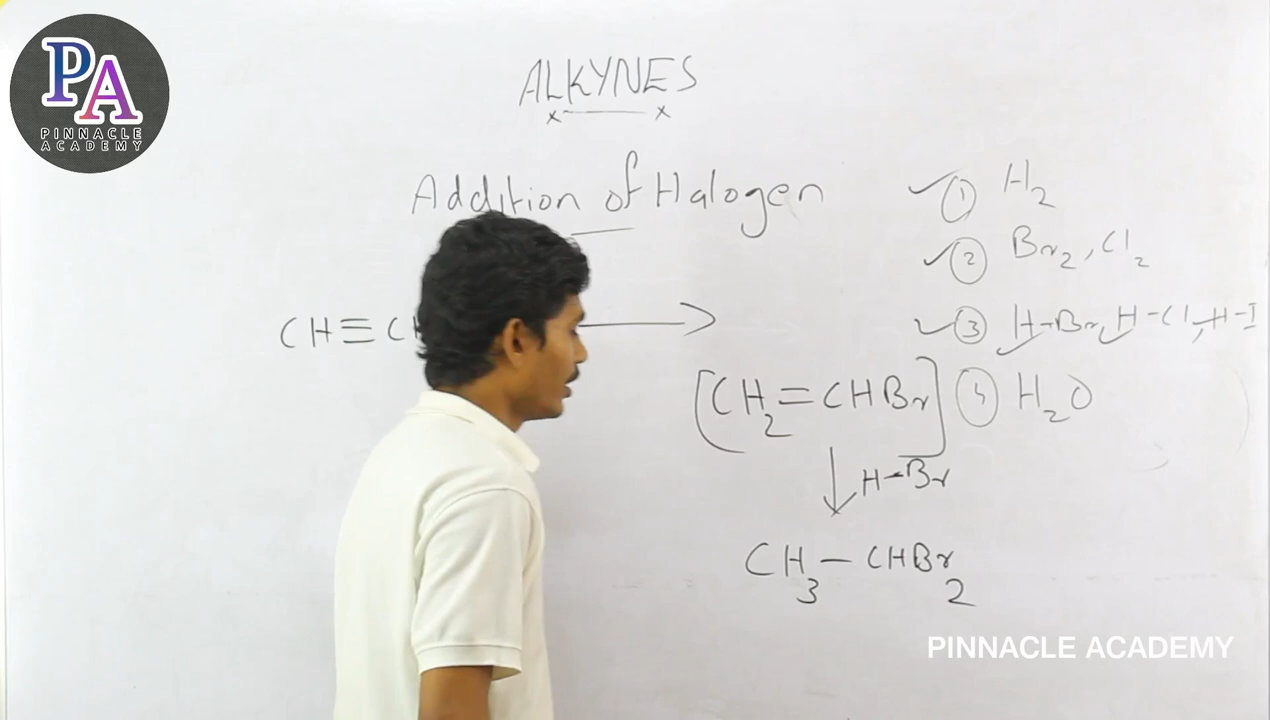 PA
PINNACLE
ACADEMY
ALKYNES
Addition of Halogen
① H₂
② Br₂, Cl₂
③ H-Br, H-Cl, H-I
CH≡C
[CH₂=CHBr]
④ H₂O
H-Br
CH₃-CHBr₂
PINNACLE ACADEMY